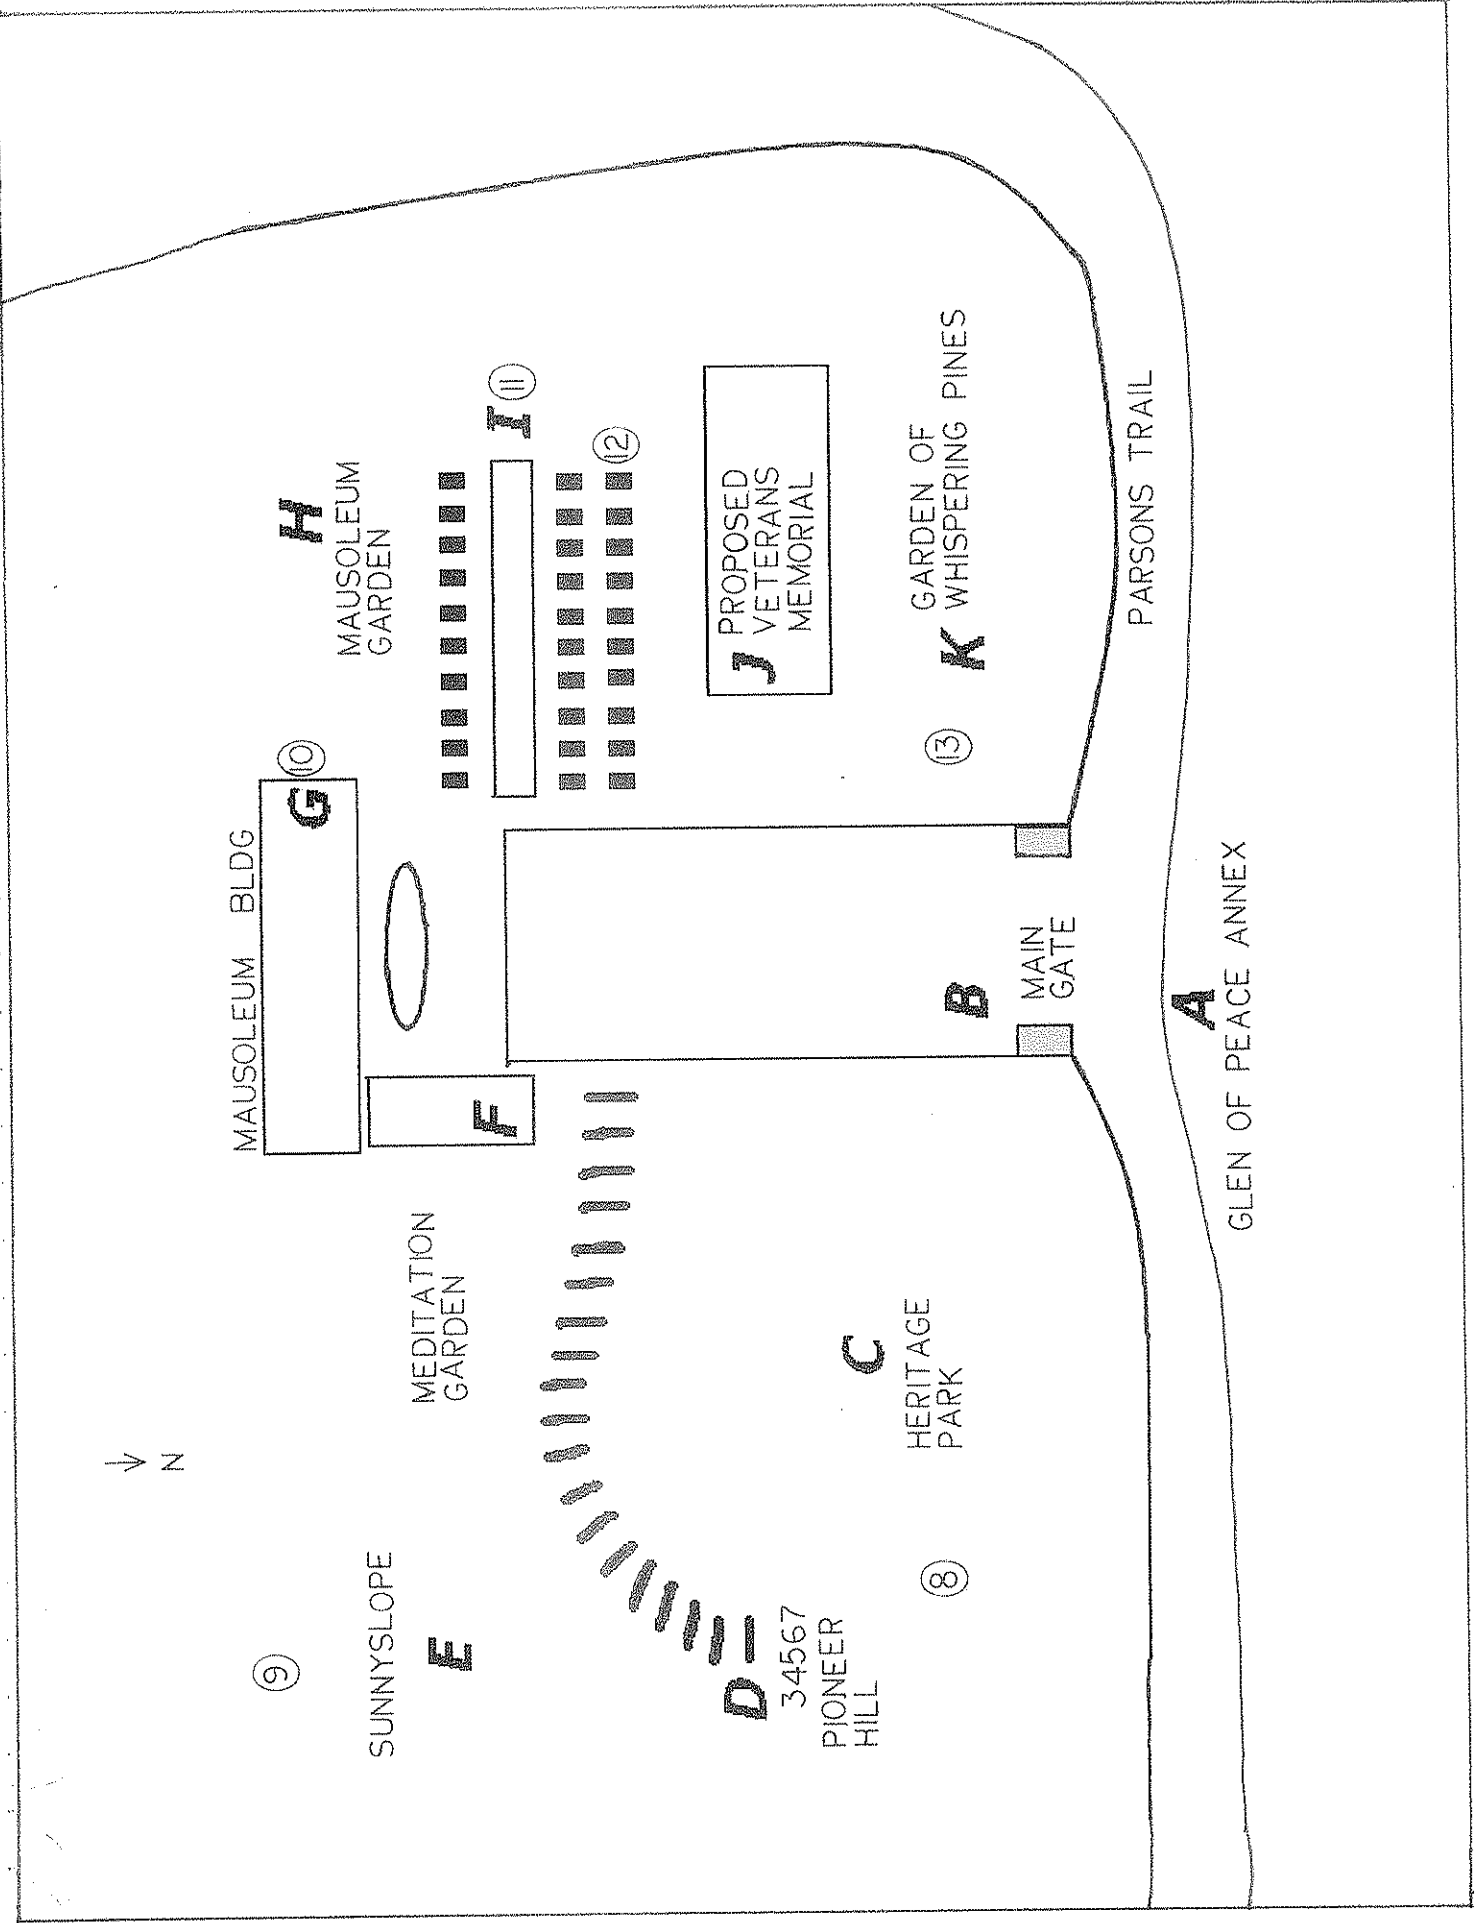 N
MAUSOLEUM BLDG
9
G 10
H
MAUSOLEUM
GARDEN
SUNNYSLOPE
E
MEDITATION
GARDEN
F
I 11
12
D
34567
PIONEER
HILL
J PROPOSED
VETERANS
MEMORIAL
C
HERITAGE
PARK
8
B
MAIN
GATE
13
K
GARDEN OF
WHISPERING PINES
PARSONS TRAIL
A
GLEN OF PEACE ANNEX